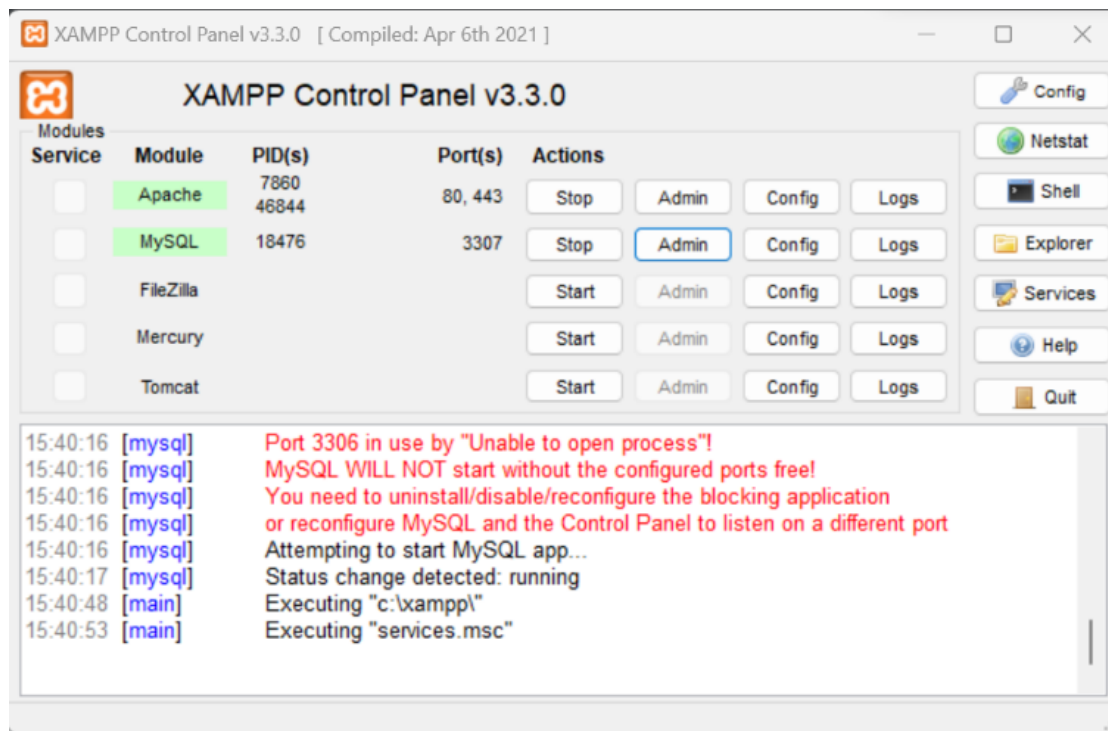 XAMPP Control Panel v3.3.0 [ Compiled: Apr 6th 2021 ]
XAMPP Control Panel v3.3.0
Config
Modules
Service Module PID(s) Port(s) Actions
Netstat
Apache 7860 46844 80, 443 Stop Admin Config Logs
Shell
MySQL 18476 3307 Stop Admin Config Logs
Explorer
FileZilla Start Admin Config Logs
Services
Mercury Start Admin Config Logs
Help
Tomcat Start Admin Config Logs
Quit
15:40:16 [mysql] Port 3306 in use by "Unable to open process"!
15:40:16 [mysql] MySQL WILL NOT start without the configured ports free!
15:40:16 [mysql] You need to uninstall/disable/reconfigure the blocking application
15:40:16 [mysql] or reconfigure MySQL and the Control Panel to listen on a different port
15:40:16 [mysql] Attempting to start MySQL app...
15:40:17 [mysql] Status change detected: running
15:40:48 [main] Executing "c:\xampp\"
15:40:53 [main] Executing "services.msc"